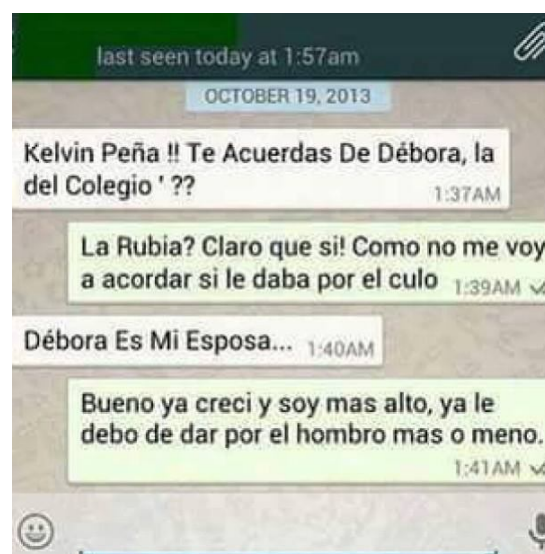 last seen today at 1:57am
OCTOBER 19, 2013
Kelvin Peña !! Te Acuerdas De Débora, la
del Colegio ' ??
1:37AM
La Rubia? Claro que si! Como no me voy
a acordar si le daba por el culo 1:39AM
Débora Es Mi Esposa... 1:40AM
Bueno ya creci y soy mas alto, ya le
debo de dar por el hombro mas o meno.
1:41AM